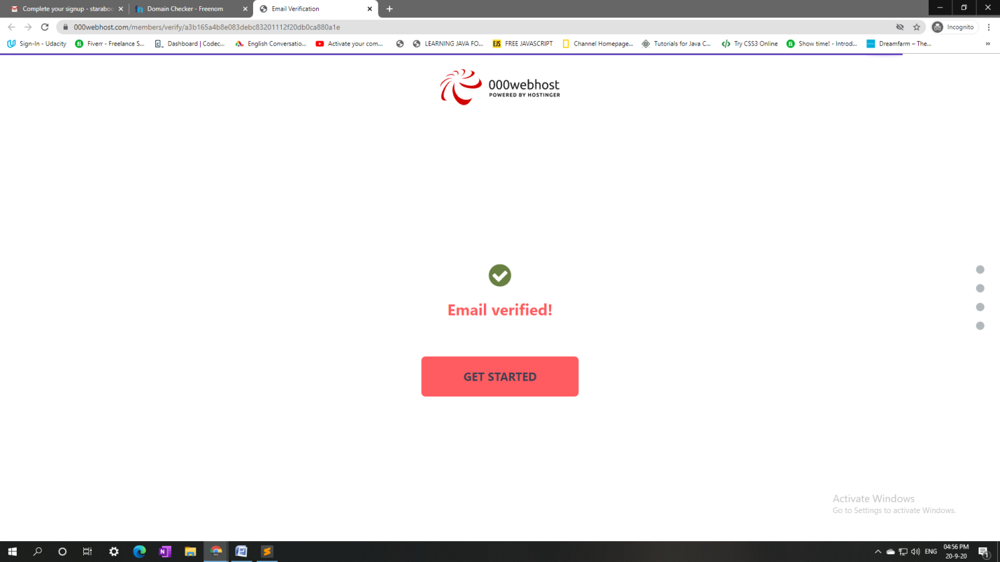 Complete your signup - staraboo
Domain Checker - Freenom
Email Verification
000webhost.com/members/verify/a3b165a4b8e083debc83201112f20db0ca880a1e
Incognito
Sign-In - Udacity
Fiverr - Freelance S...
Dashboard | Codec...
English Conversatio...
Activate your com...
LEARNING JAVA FO...
EJS FREE JAVASCRIPT
Channel Homepage...
Tutorials for Java C...
Try CSS3 Online
Show time! - Introd...
Dreamfarm – The...
»
000webhost
POWERED BY HOSTINGER
Email verified!
GET STARTED
Activate Windows
Go to Settings to activate Windows.
04:56 PM
ENG
20-9-20
1